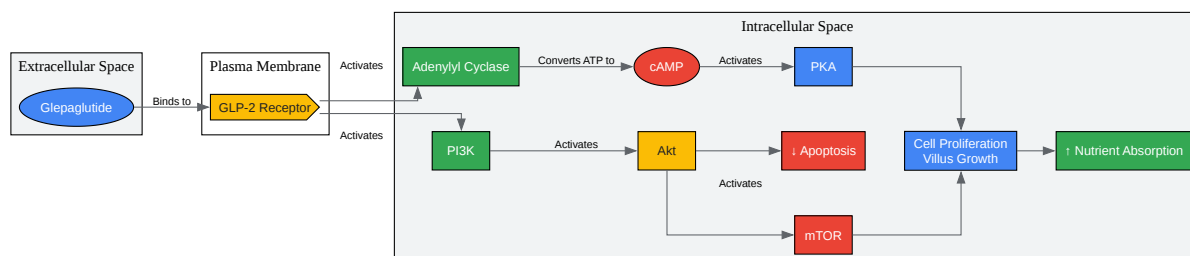 Intracellular Space
Extracellular Space
Plasma Membrane
Activates
Adenylyl Cyclase
Converts ATP to
cAMP
Activates
PKA
Glepaglutide
Binds to
GLP-2 Receptor
Activates
PI3K
Activates
Akt
↓ Apoptosis
Cell Proliferation
Villus Growth
↑ Nutrient Absorption
Activates
mTOR